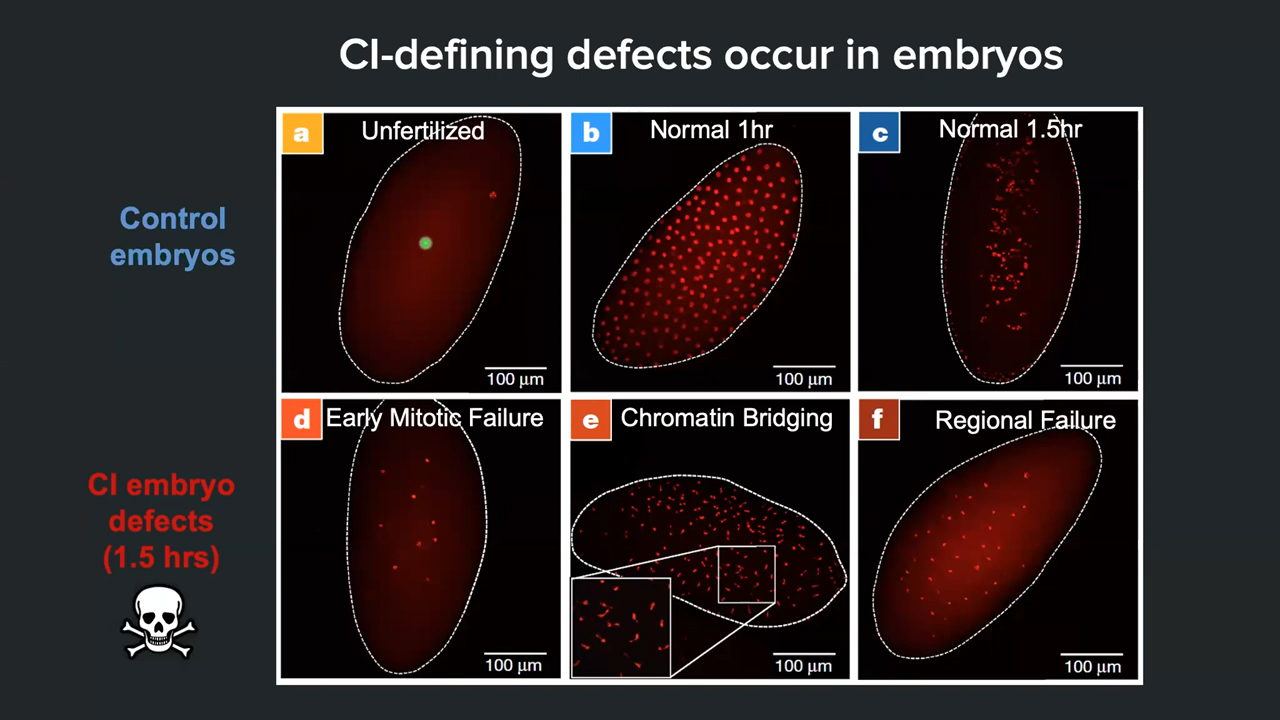 CI-defining defects occur in embryos
Control
embryos
a
Unfertilized
100 µm
b
Normal 1hr
100 µm
c
Normal 1.5hr
100 µm
CI embryo
defects
(1.5 hrs)
d
Early Mitotic Failure
100 µm
e
Chromatin Bridging
100 µm
f
Regional Failure
100 µm